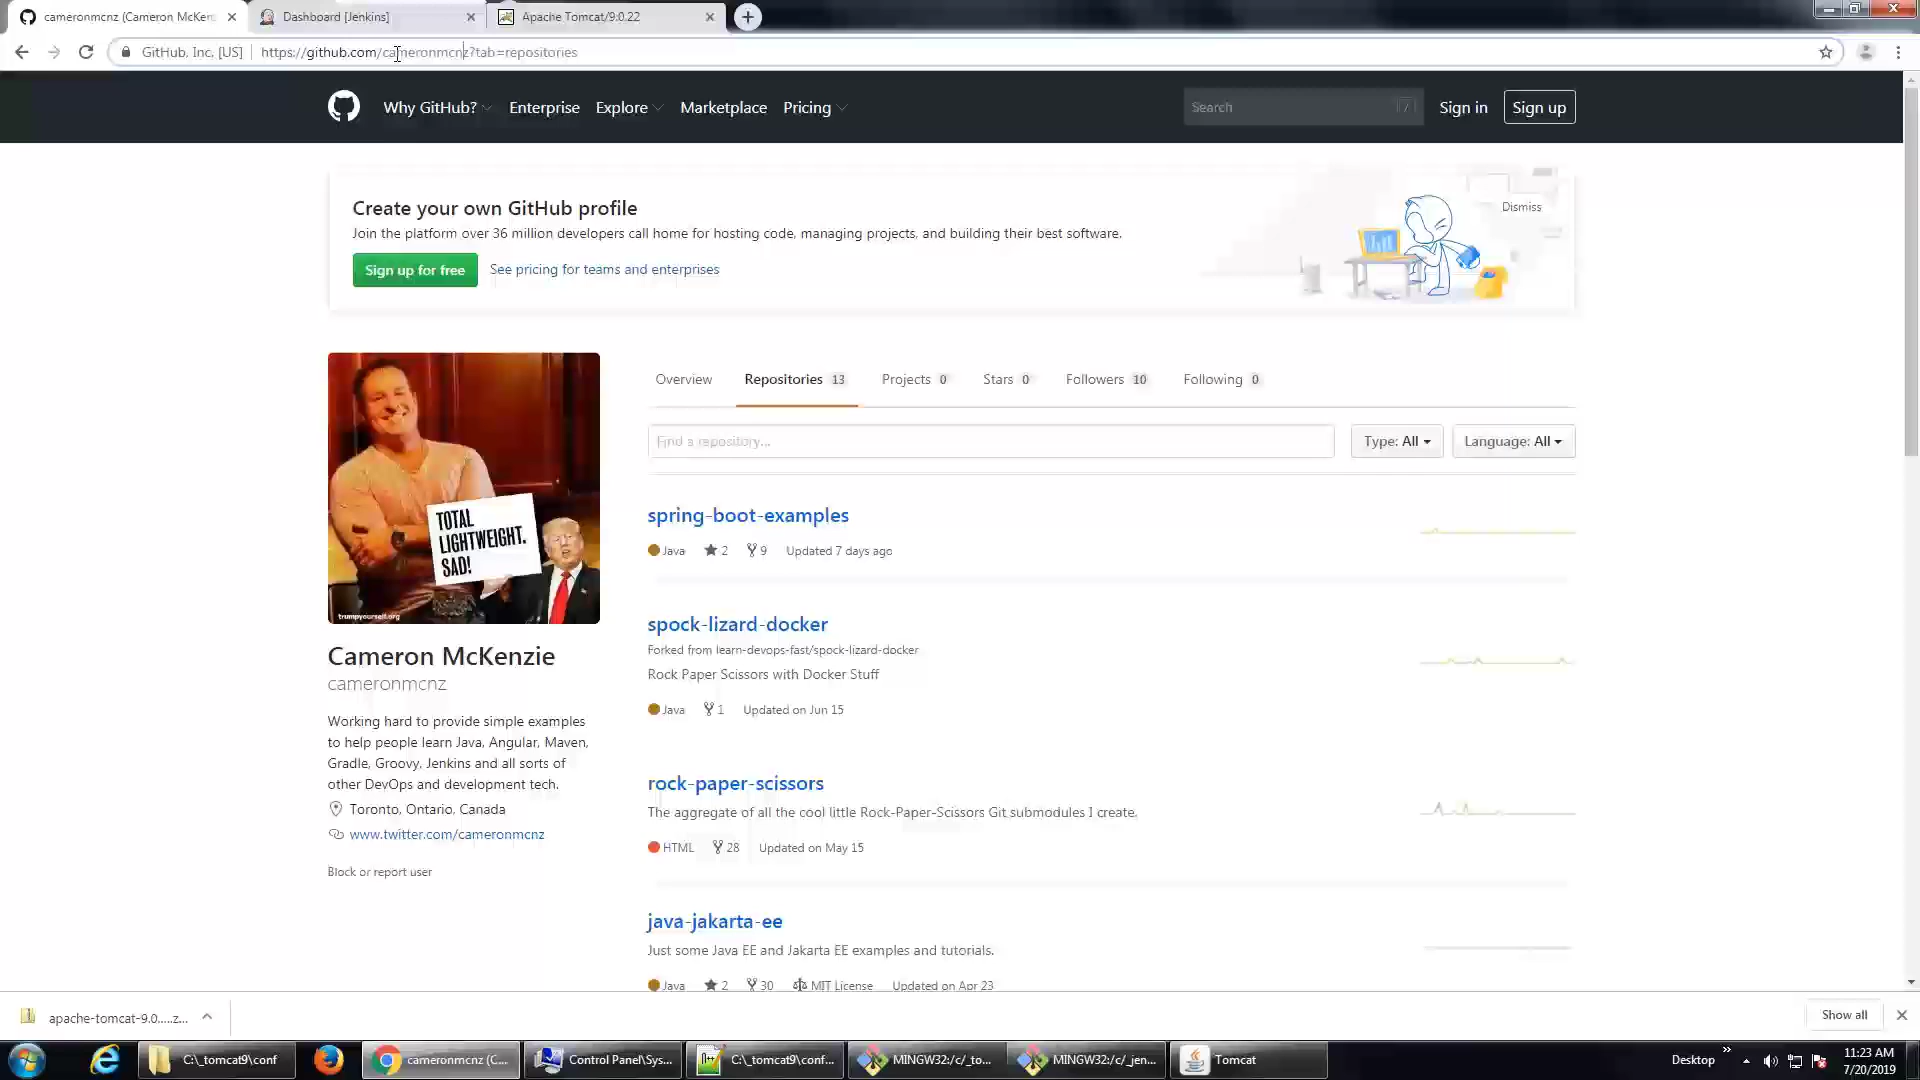 cameronmcnz (Cameron McKen
Dashboard [Jenkins]
Apache Tomcat/9.0.22
GitHub, Inc. [US]
https://github.com/cameronmcnz?tab=repositories
Why GitHub?
Enterprise
Explore
Marketplace
Pricing
Search
/
Sign in
Sign up
Create your own GitHub profile
Dismiss
Join the platform over 36 million developers call home for hosting code, managing projects, and building their best software.
Sign up for free
See pricing for teams and enterprises
Overview
Repositories 13
Projects 0
Stars 0
Followers 10
Following 0
Find a repository...
Type: All
Language: All
TOTAL
LIGHTWEIGHT.
SAD!
trumpyourself.org
Cameron McKenzie
cameronmcnz
Working hard to provide simple examples
to help people learn Java, Angular, Maven,
Gradle, Groovy, Jenkins and all sorts of
other DevOps and development tech.
Toronto, Ontario, Canada
www.twitter.com/cameronmcnz
Block or report user
spring-boot-examples
Java 2 9 Updated 7 days ago
spock-lizard-docker
Forked from learn-devops-fast/spock-lizard-docker
Rock Paper Scissors with Docker Stuff
Java 1 Updated on Jun 15
rock-paper-scissors
The aggregate of all the cool little Rock-Paper-Scissors Git submodules I create.
HTML 28 Updated on May 15
java-jakarta-ee
Just some Java EE and Jakarta EE examples and tutorials.
Java 2 30 MIT License Updated on Apr 23
apache-tomcat-9.0.....z...
Show all
C:\_tomcat9\conf
cameronmcnz (C...
Control Panel\Sys...
C:\_tomcat9\conf...
MINGW32:/c/_to...
MINGW32:/c/_jen...
Tomcat
Desktop
11:23 AM
7/20/2019